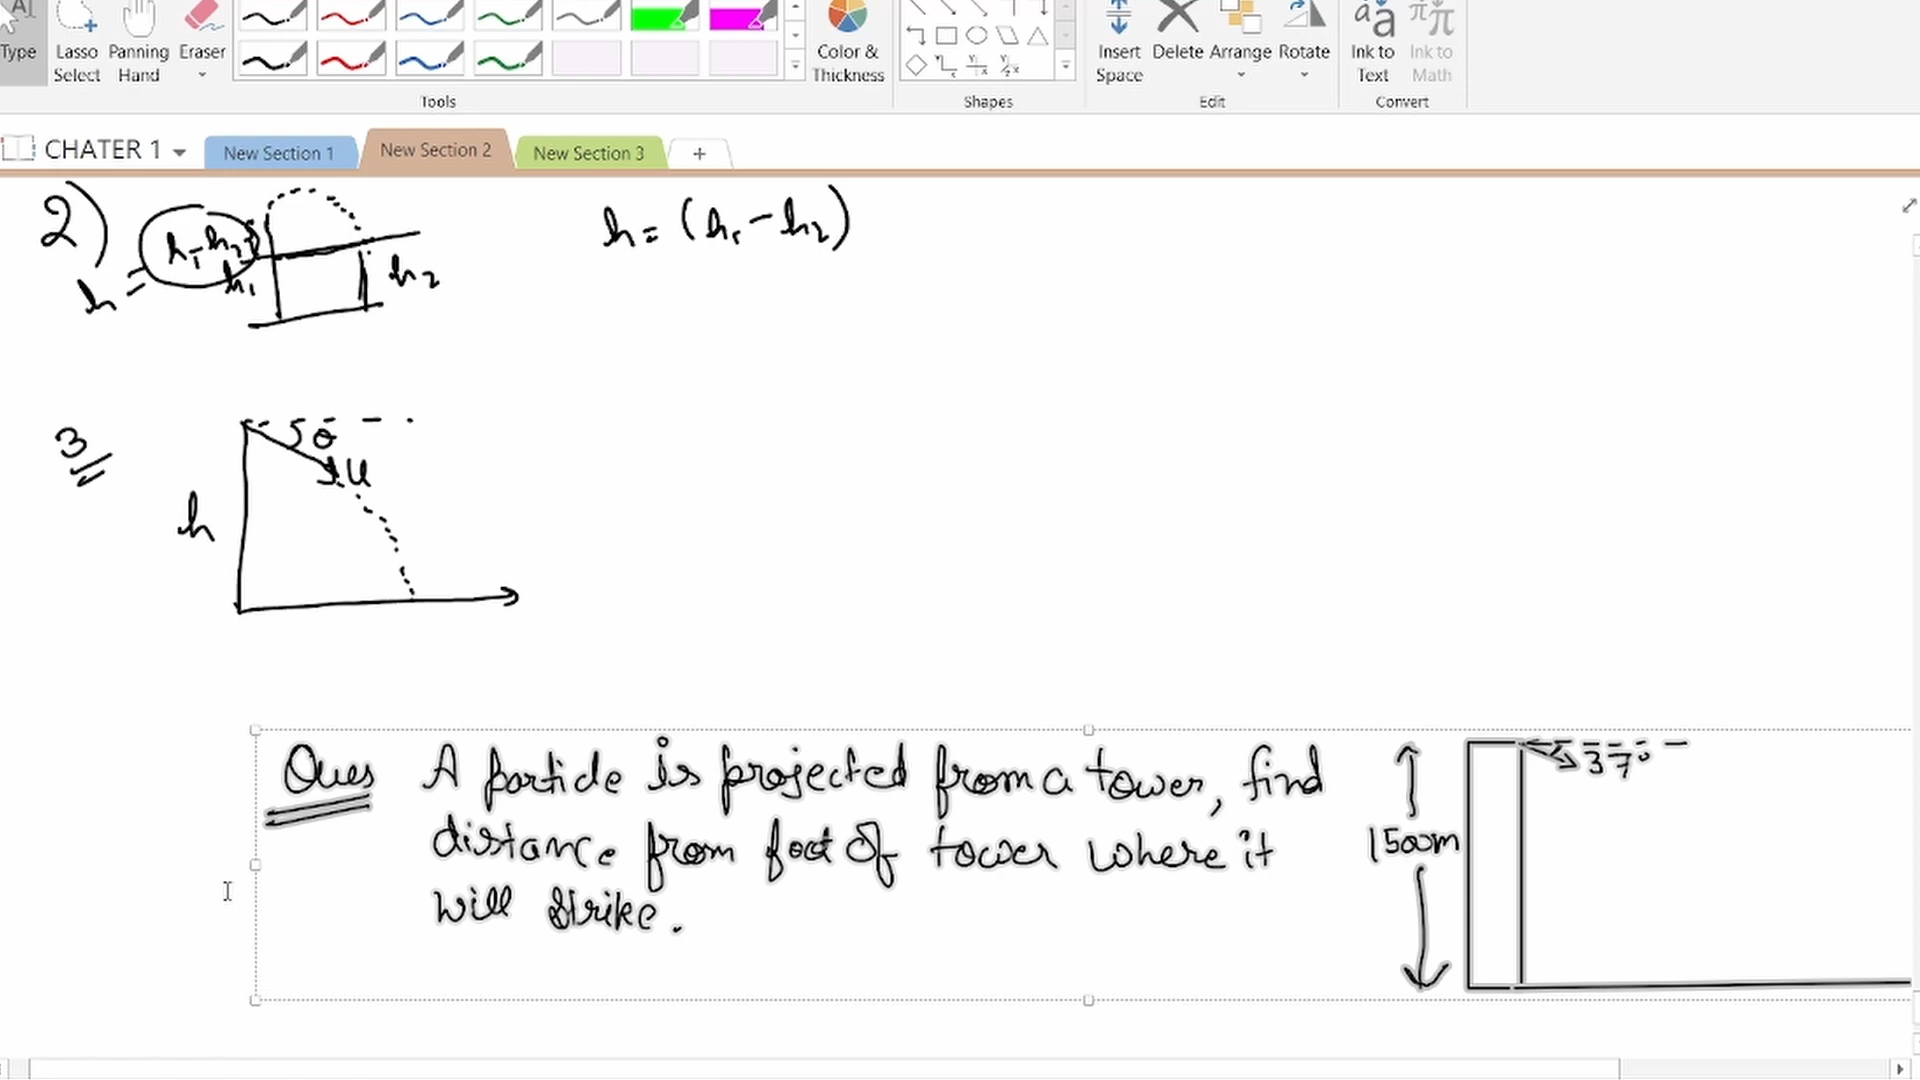 Type
Lasso Select
Panning Hand
Eraser
Color & Thickness
Insert Space
Delete
Arrange
Rotate
Ink to Text
Ink to Math
Tools
Shapes
Edit
Convert
CHATER 1
New Section 1
New Section 2
New Section 3
+
2)
h = h₁-h₂
h₁
h₂
h = (h₁-h₂)
3
θ
u
h
Ques A particle is projected from a tower, find
distance from foot of tower where it
will strike.
1500m
37°